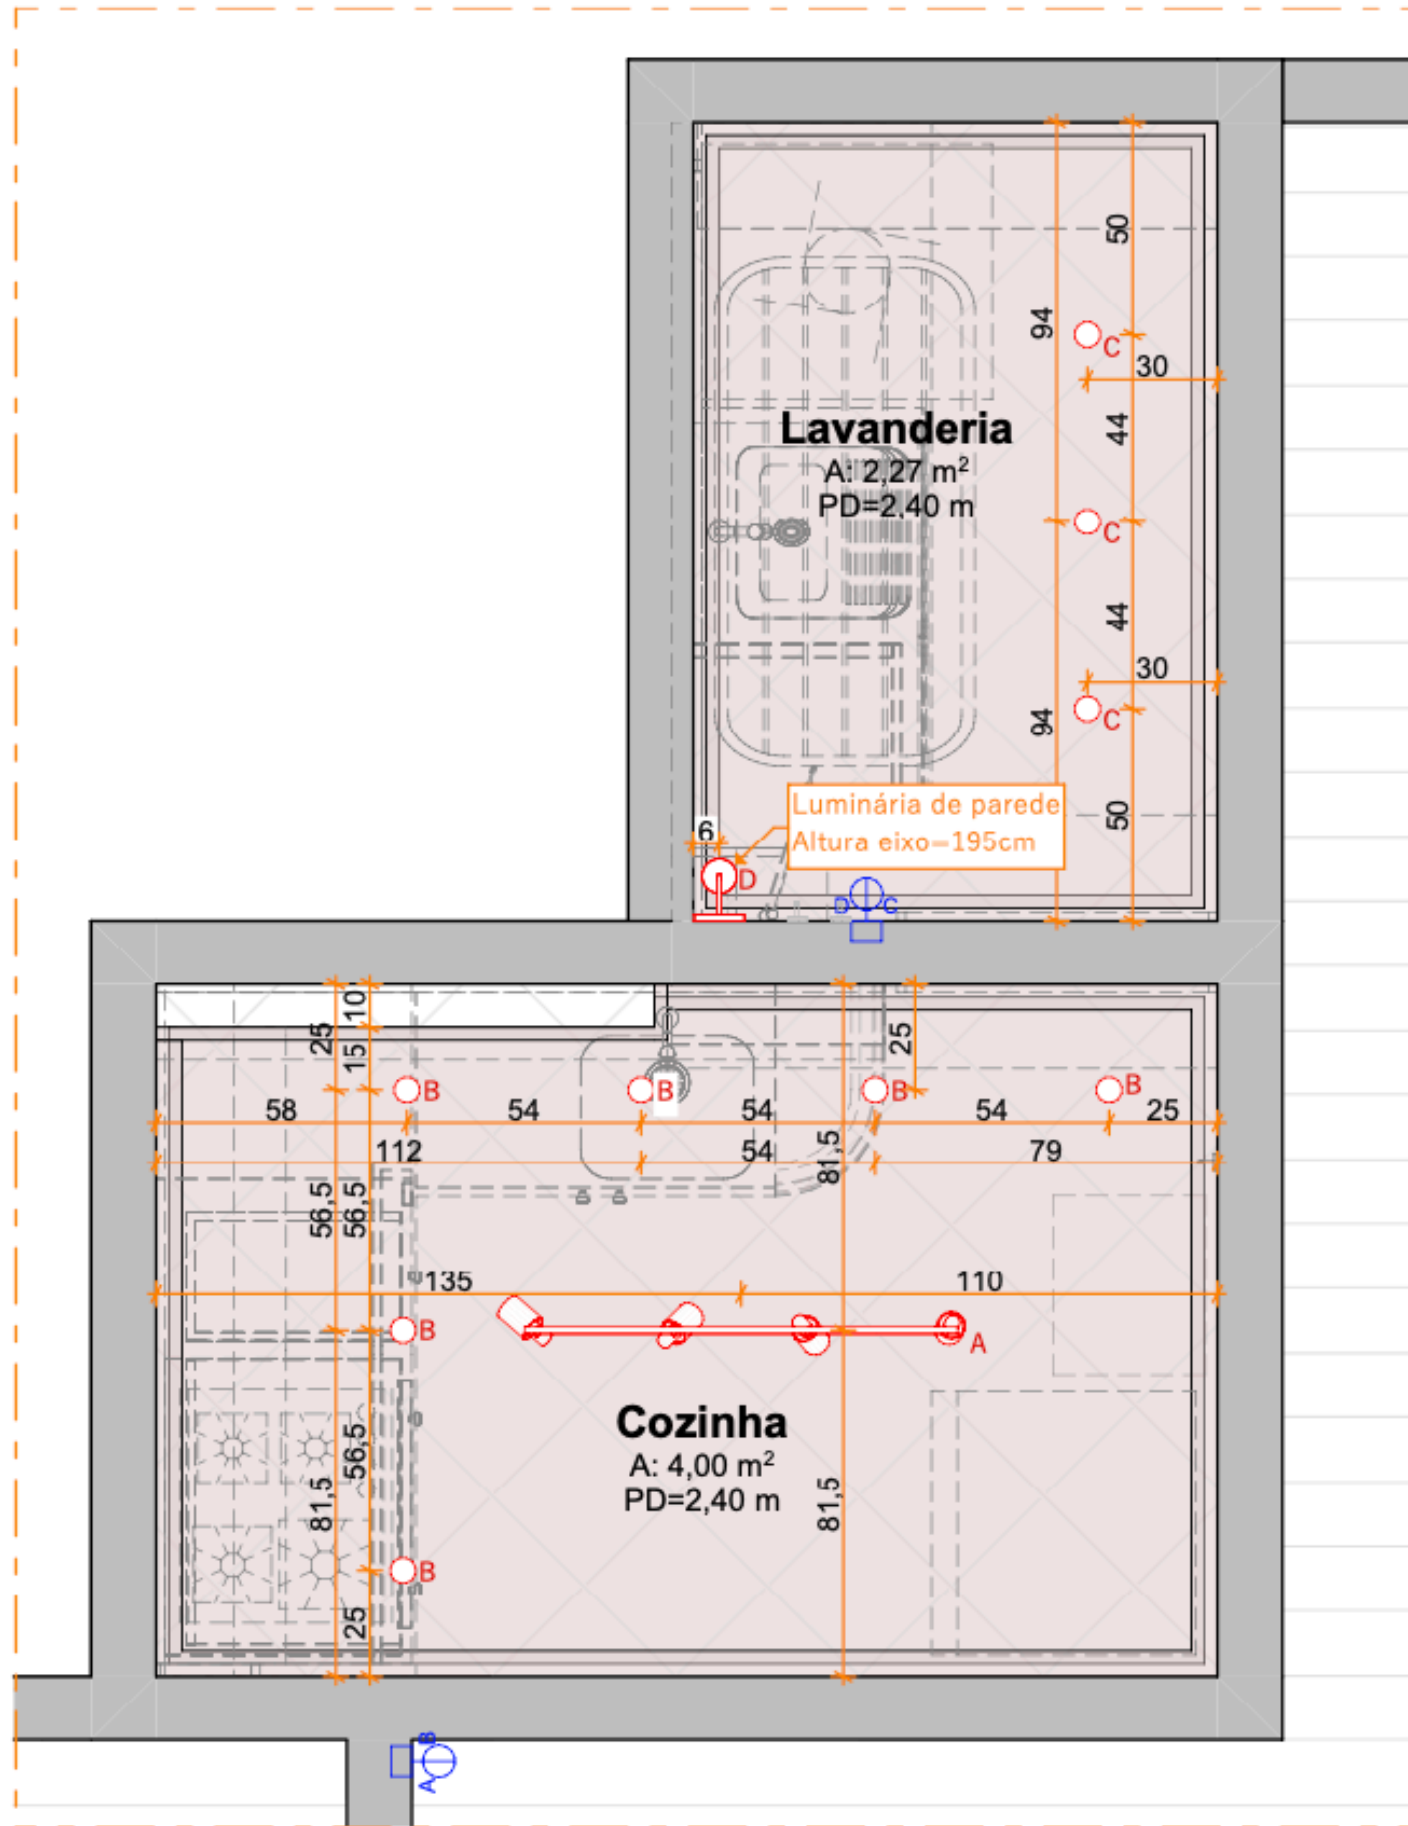 50
94
C
30
Lavanderia
A: 2,27 m²
PD=2,40 m
44
C
44
30
C
94
Luminária de parede
Altura eixo=195cm
50
6
D
D
C
10
25
15
25
B
B
B
B
58
54
54
54
25
112
54
81,5
79
56,5
56,5
135
110
B
A
Cozinha
A: 4,00 m²
PD=2,40 m
56,5
81,5
81,5
B
25
B
A